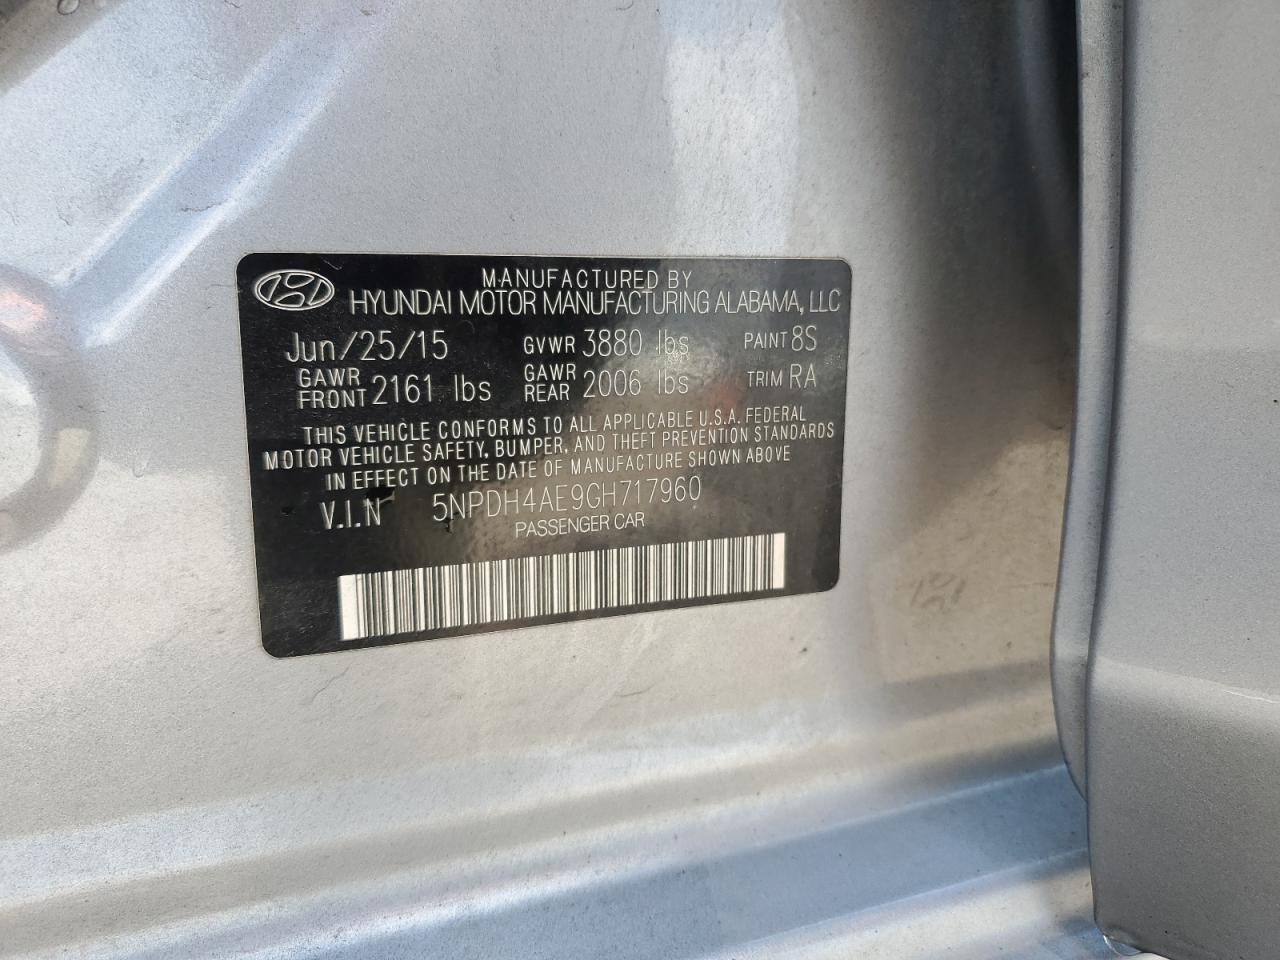 MANUFACTURED BY
HYUNDAI MOTOR MANUFACTURING ALABAMA, LLC
Jun/25/15 GVWR 3880 lbs PAINT 8S
GAWR FRONT 2161 lbs GAWR REAR 2006 lbs TRIM RA
THIS VEHICLE CONFORMS TO ALL APPLICABLE U.S.A. FEDERAL
MOTOR VEHICLE SAFETY, BUMPER, AND THEFT PREVENTION STANDARDS
IN EFFECT ON THE DATE OF MANUFACTURE SHOWN ABOVE
V.I.N 5NPDH4AE9GH717960
PASSENGER CAR